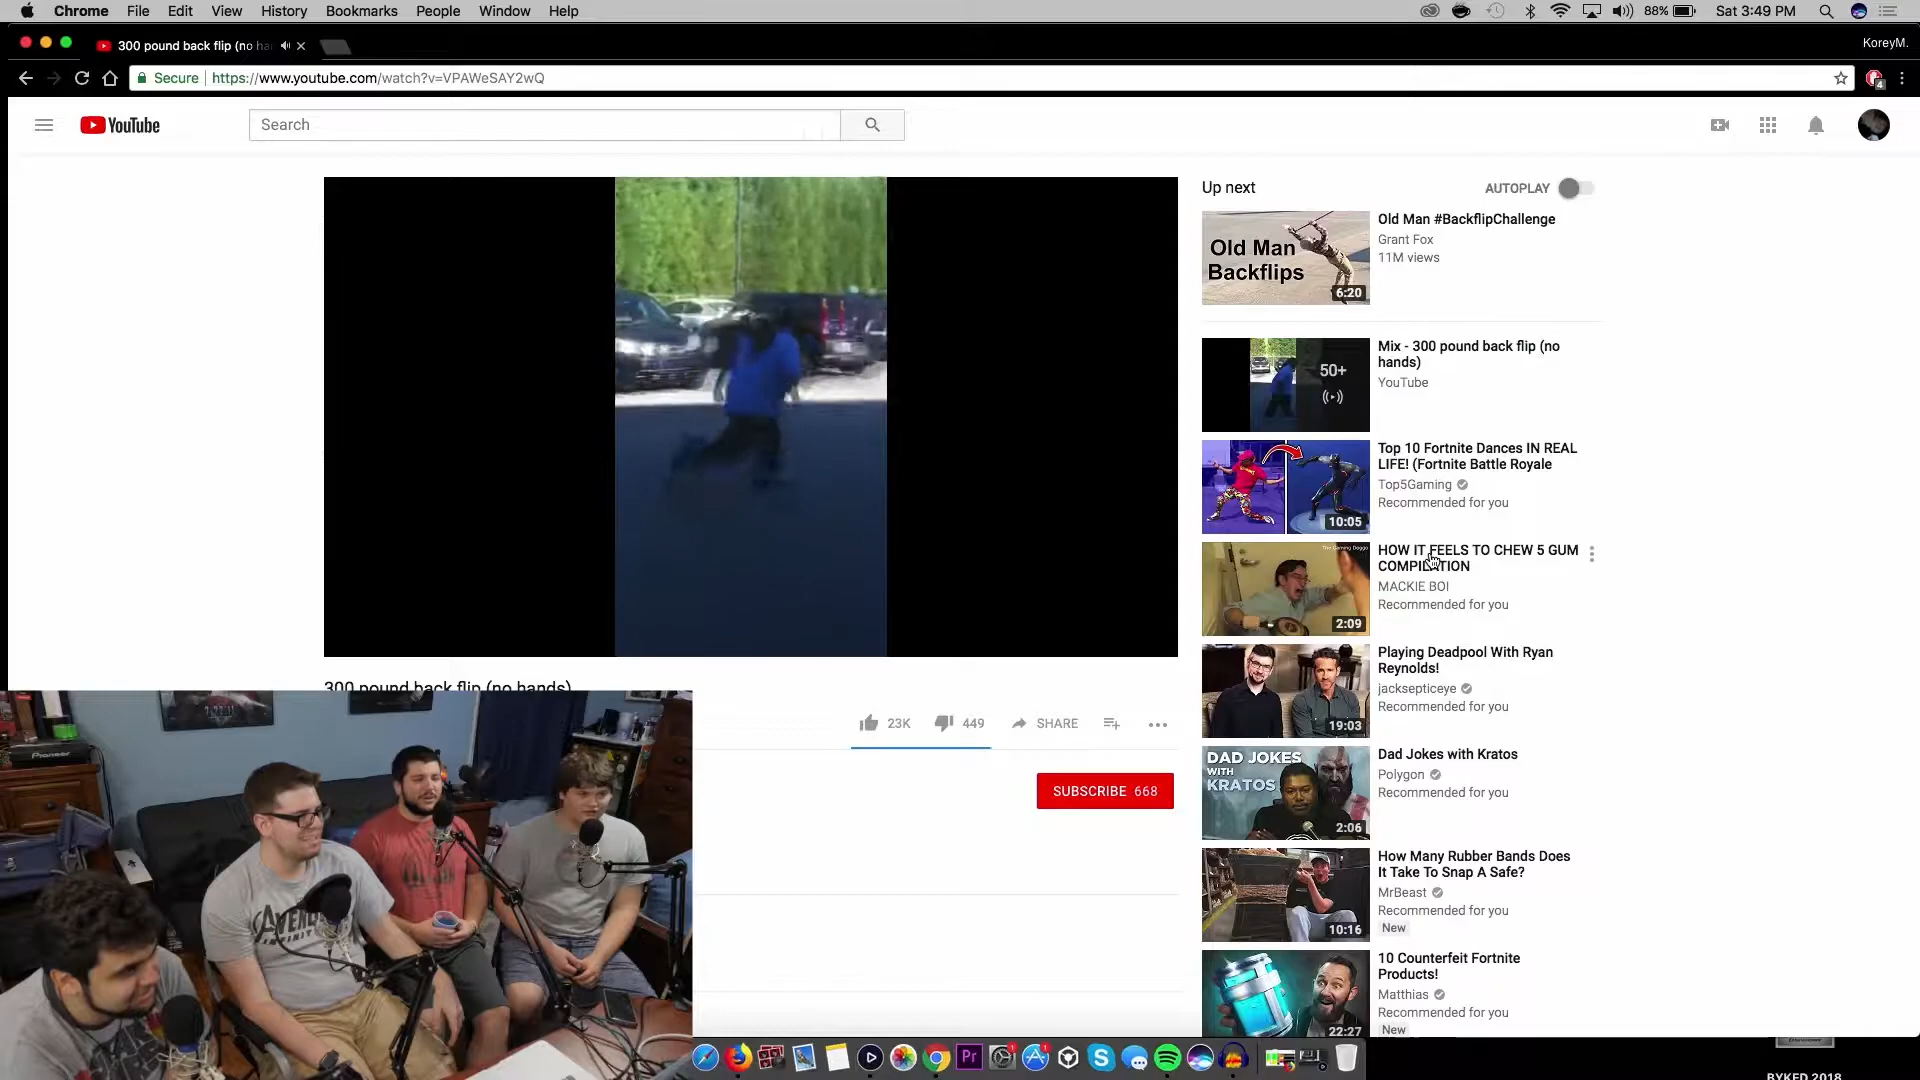 Chrome File Edit View History Bookmarks People Window Help
88% Sat 3:49 PM
300 pound back flip (no ha
KoreyM.
Secure https://www.youtube.com/watch?v=VPAWeSAY2wQ
4
YouTube
Search
Up next
AUTOPLAY
Old Man
Backflips
6:20
Old Man #BackflipChallenge
Grant Fox
11M views
50+
Mix - 300 pound back flip (no
hands)
YouTube
10:05
Top 10 Fortnite Dances IN REAL
LIFE! (Fortnite Battle Royale
Top5Gaming
Recommended for you
2:09
HOW IT FEELS TO CHEW 5 GUM
COMPILATION
MACKIE BOI
Recommended for you
19:03
Playing Deadpool With Ryan
Reynolds!
jacksepticeye
Recommended for you
DAD JOKES
WITH
KRATOS
2:06
Dad Jokes with Kratos
Polygon
Recommended for you
10:16
How Many Rubber Bands Does
It Take To Snap A Safe?
MrBeast
Recommended for you
New
22:27
10 Counterfeit Fortnite
Products!
Matthias
Recommended for you
New
300 pound back flip (no hands)
23K 449 SHARE
SUBSCRIBE 668
Pioneer
Pr
BYKED 2018